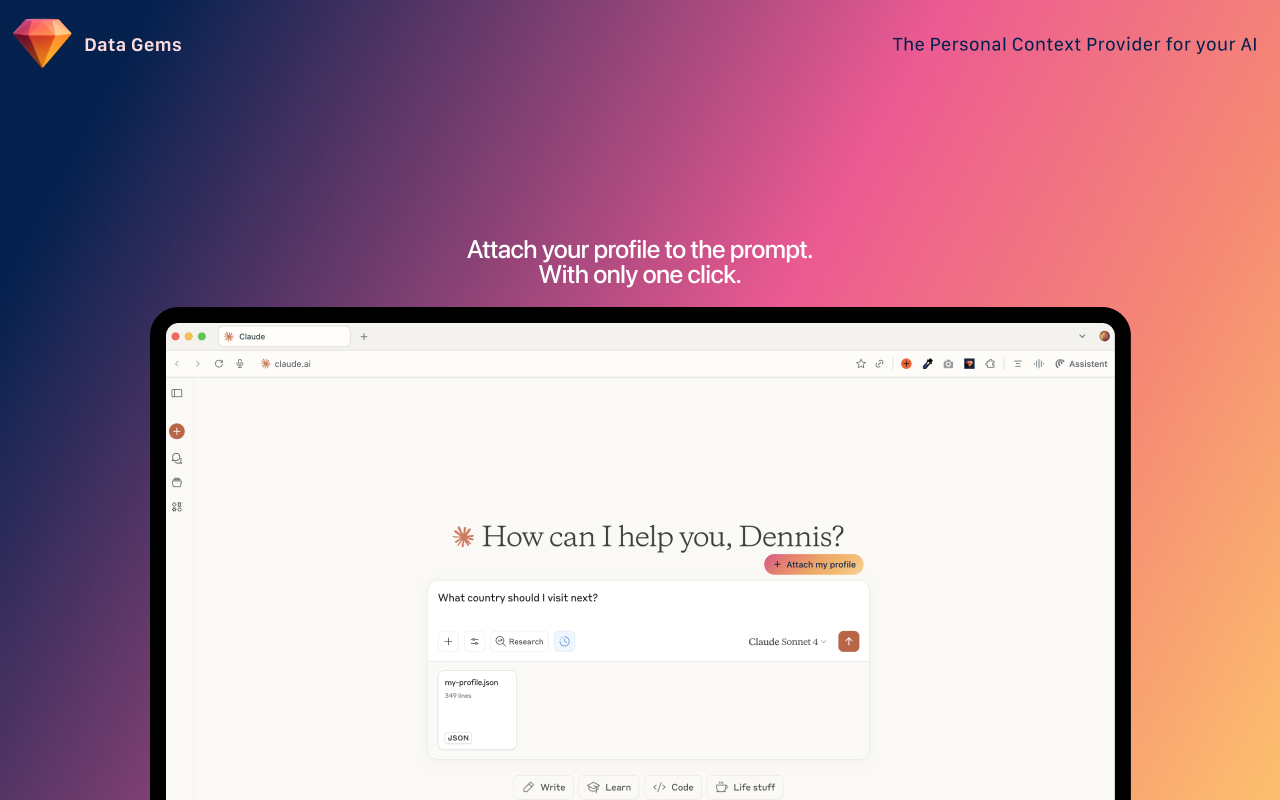 Data Gems
The Personal Context Provider for your AI
Attach your profile to the prompt.
With only one click.
Claude
claude.ai
Assistent
How can I help you, Dennis?
Attach my profile
What country should I visit next?
Research
Claude Sonnet 4
my-profile.json
349 lines
JSON
Write
Learn
Code
Life stuff